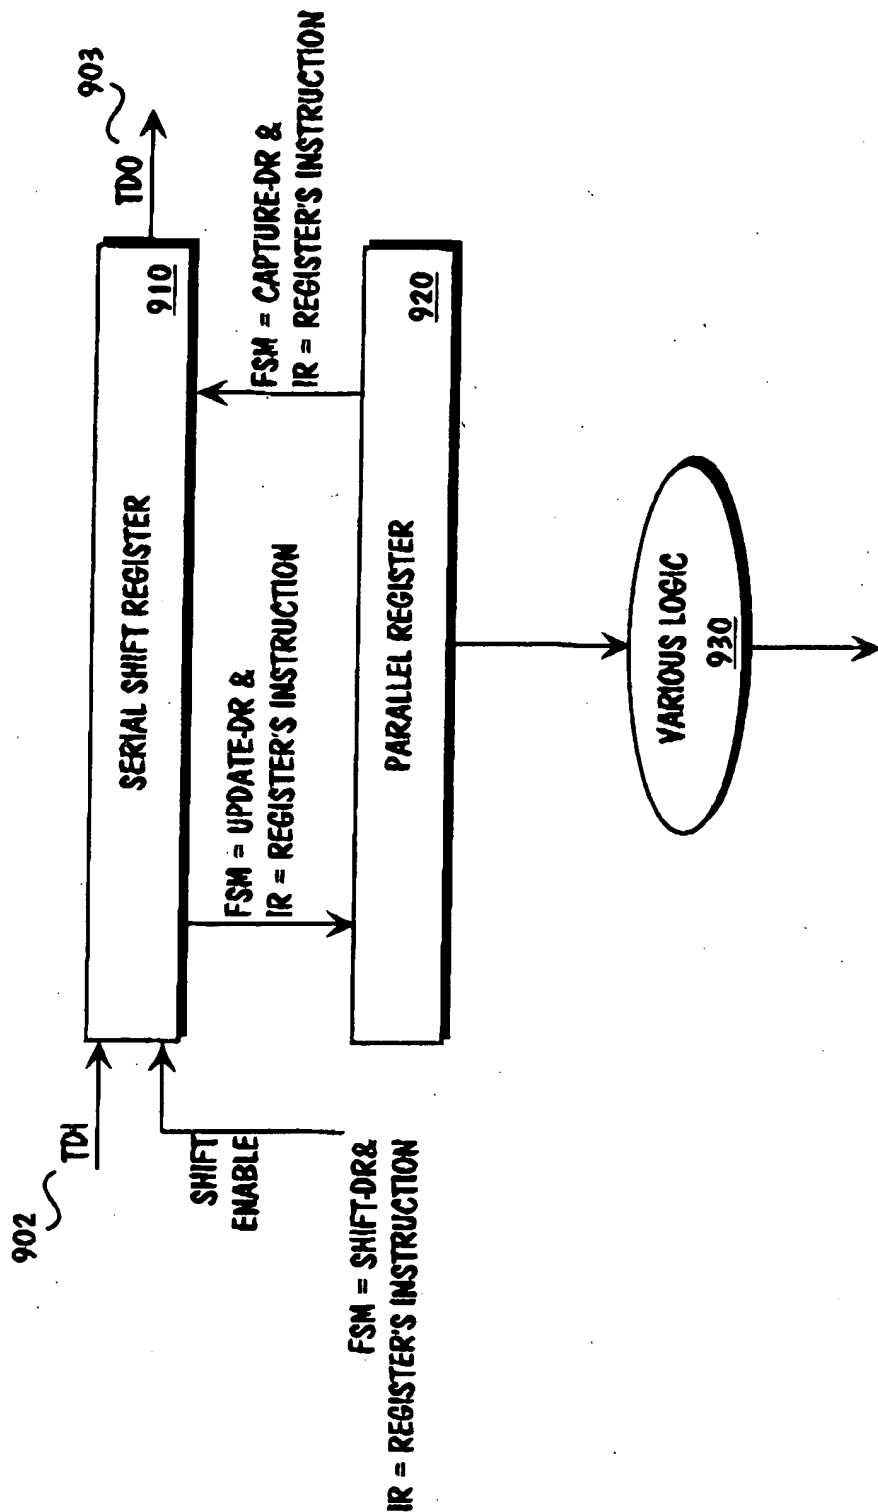 902
TDI
SHIFT
ENABLE
FSM = SHIFT-DR&
IR = REGISTER'S INSTRUCTION
SERIAL SHIFT REGISTER
910
TDO
903
FSM = UPDATE-DR &
IR = REGISTER'S INSTRUCTION
FSM = CAPTURE-DR &
IR = REGISTER'S INSTRUCTION
PARALLEL REGISTER
920
VARIOUS LOGIC
930